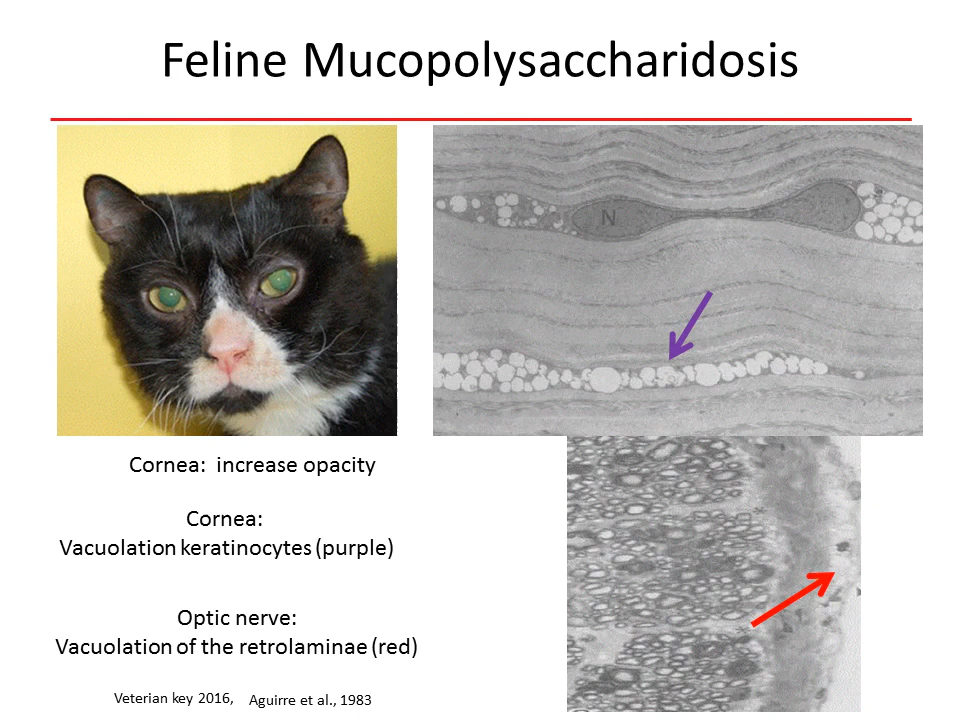 Feline Mucopolysaccharidosis
N
Cornea:  increase opacity
Cornea:
Vacuolation keratinocytes (purple)
Optic nerve:
Vacuolation of the retrolaminae (red)
Veterian key 2016,   Aguirre et al., 1983